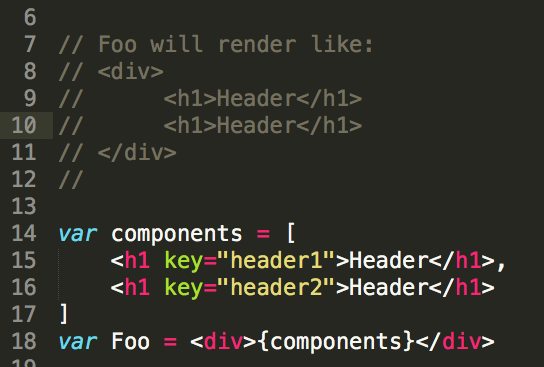 6
7 // Foo will render like:
8 // <div>
9 //      <h1>Header</h1>
10 //      <h1>Header</h1>
11 // </div>
12 //
13
14 var components = [
15     <h1 key="header1">Header</h1>,
16     <h1 key="header2">Header</h1>
17 ]
18 var Foo = <div>{components}</div>
19